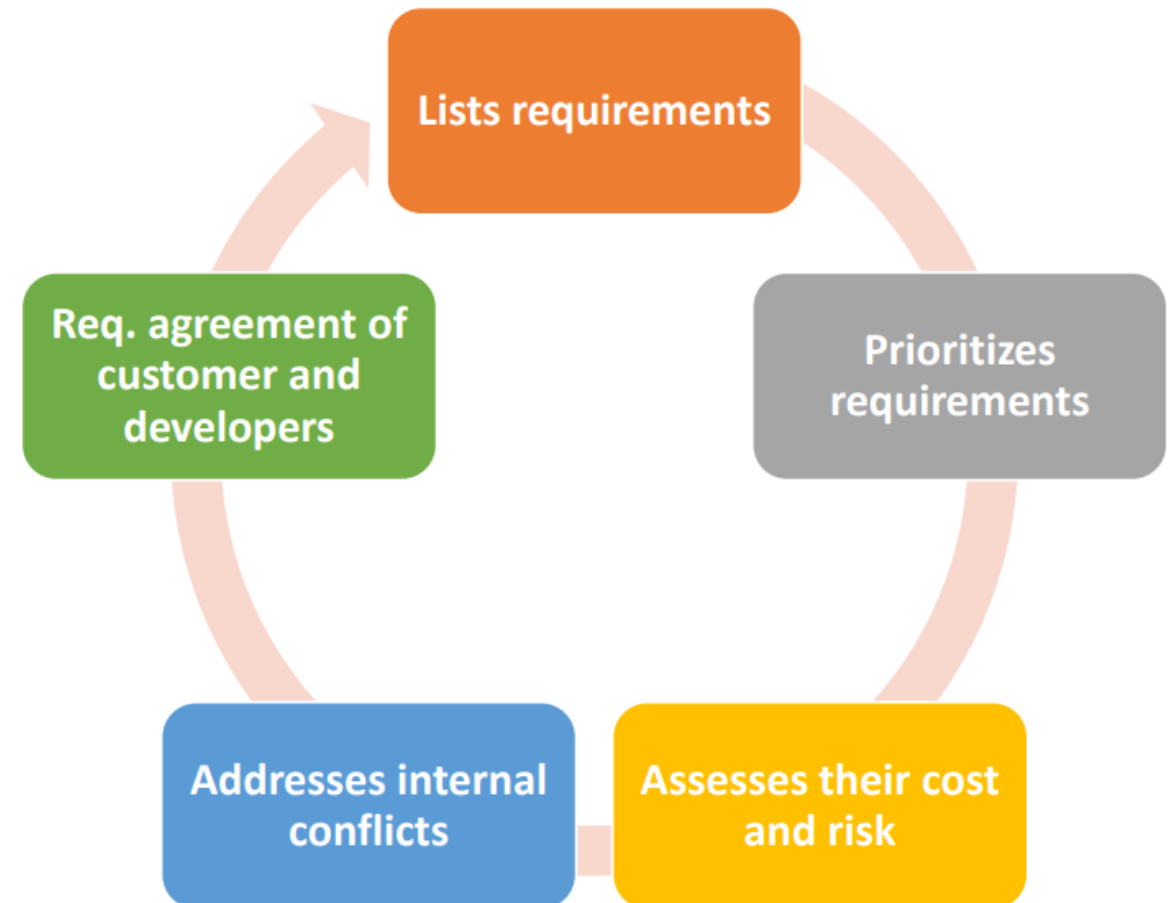 Lists requirements
Prioritizes
requirements
Assesses their cost
and risk
Addresses internal
conflicts
Req. agreement of
customer and
developers